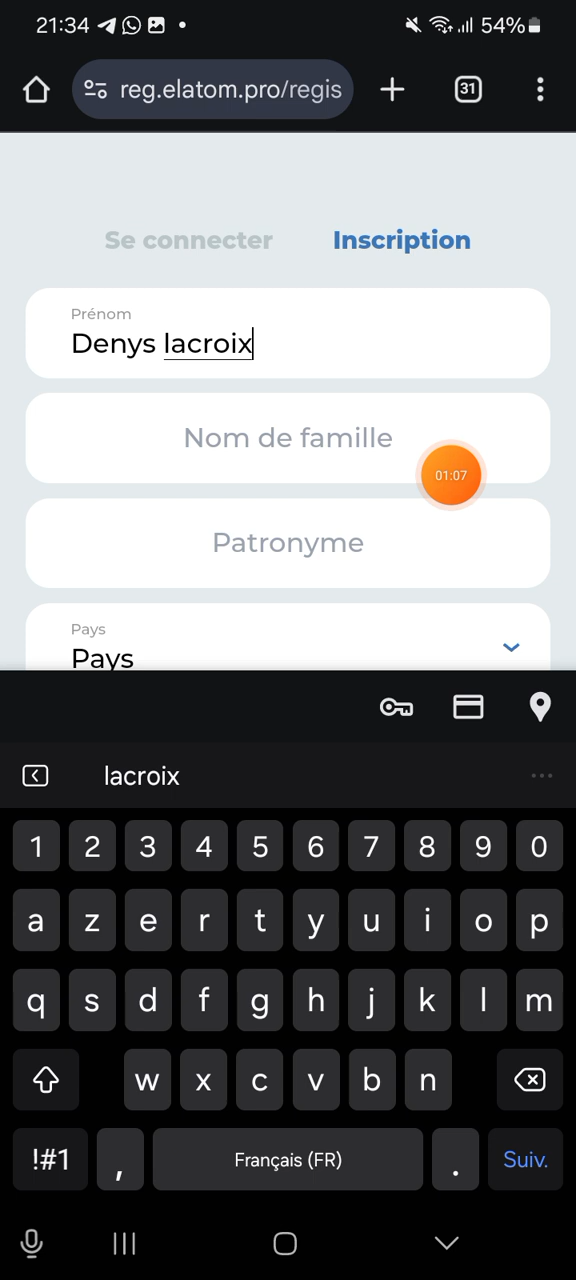 21:34 54%
reg.elatom.pro/regis 31
Se connecter Inscription
Prénom
Denys lacroix
Nom de famille
01:07
Patronyme
Pays
Pays
lacroix
1 2 3 4 5 6 7 8 9 0
a z e r t y u i o p
q s d f g h j k l m
w x c v b n
!#1 , Français (FR) . Suiv.